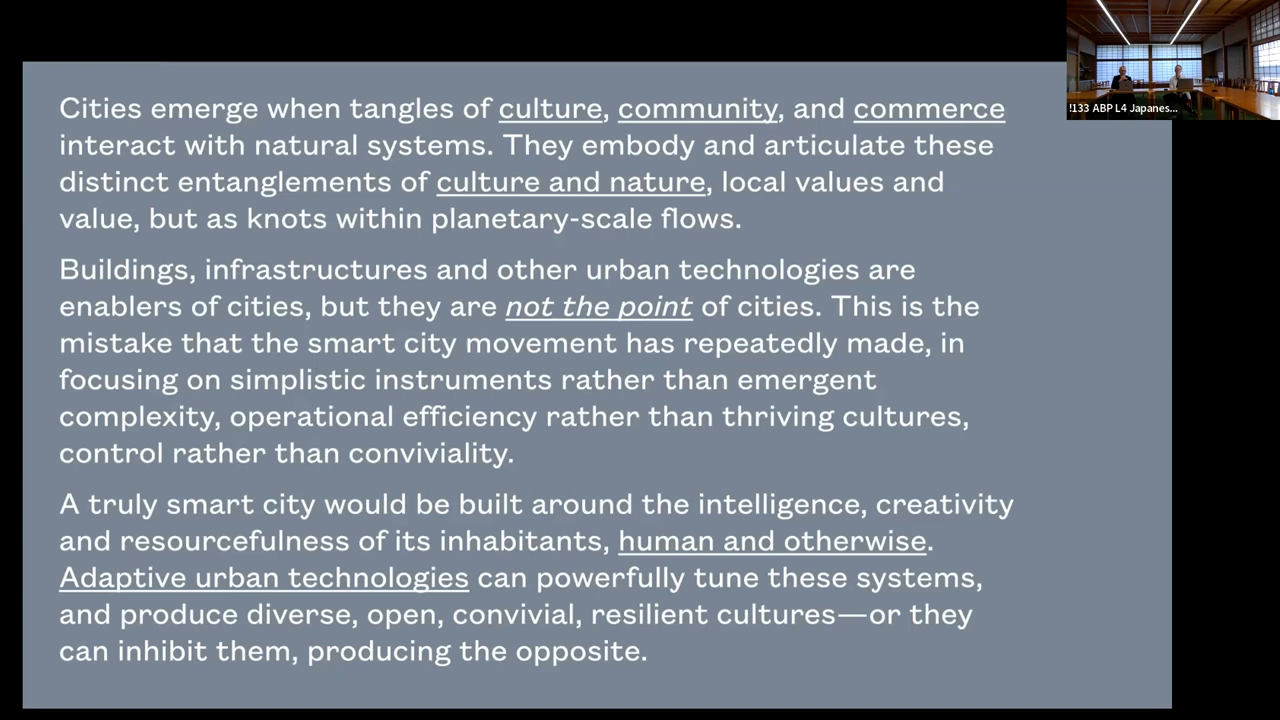 Cities emerge when tangles of culture, community, and commerce
interact with natural systems. They embody and articulate these
distinct entanglements of culture and nature, local values and
value, but as knots within planetary-scale flows.
Buildings, infrastructures and other urban technologies are
enablers of cities, but they are not the point of cities. This is the
mistake that the smart city movement has repeatedly made, in
focusing on simplistic instruments rather than emergent
complexity, operational efficiency rather than thriving cultures,
control rather than conviviality.
A truly smart city would be built around the intelligence, creativity
and resourcefulness of its inhabitants, human and otherwise.
Adaptive urban technologies can powerfully tune these systems,
and produce diverse, open, convivial, resilient cultures—or they
can inhibit them, producing the opposite.
!133 ABP L4 Japanes...